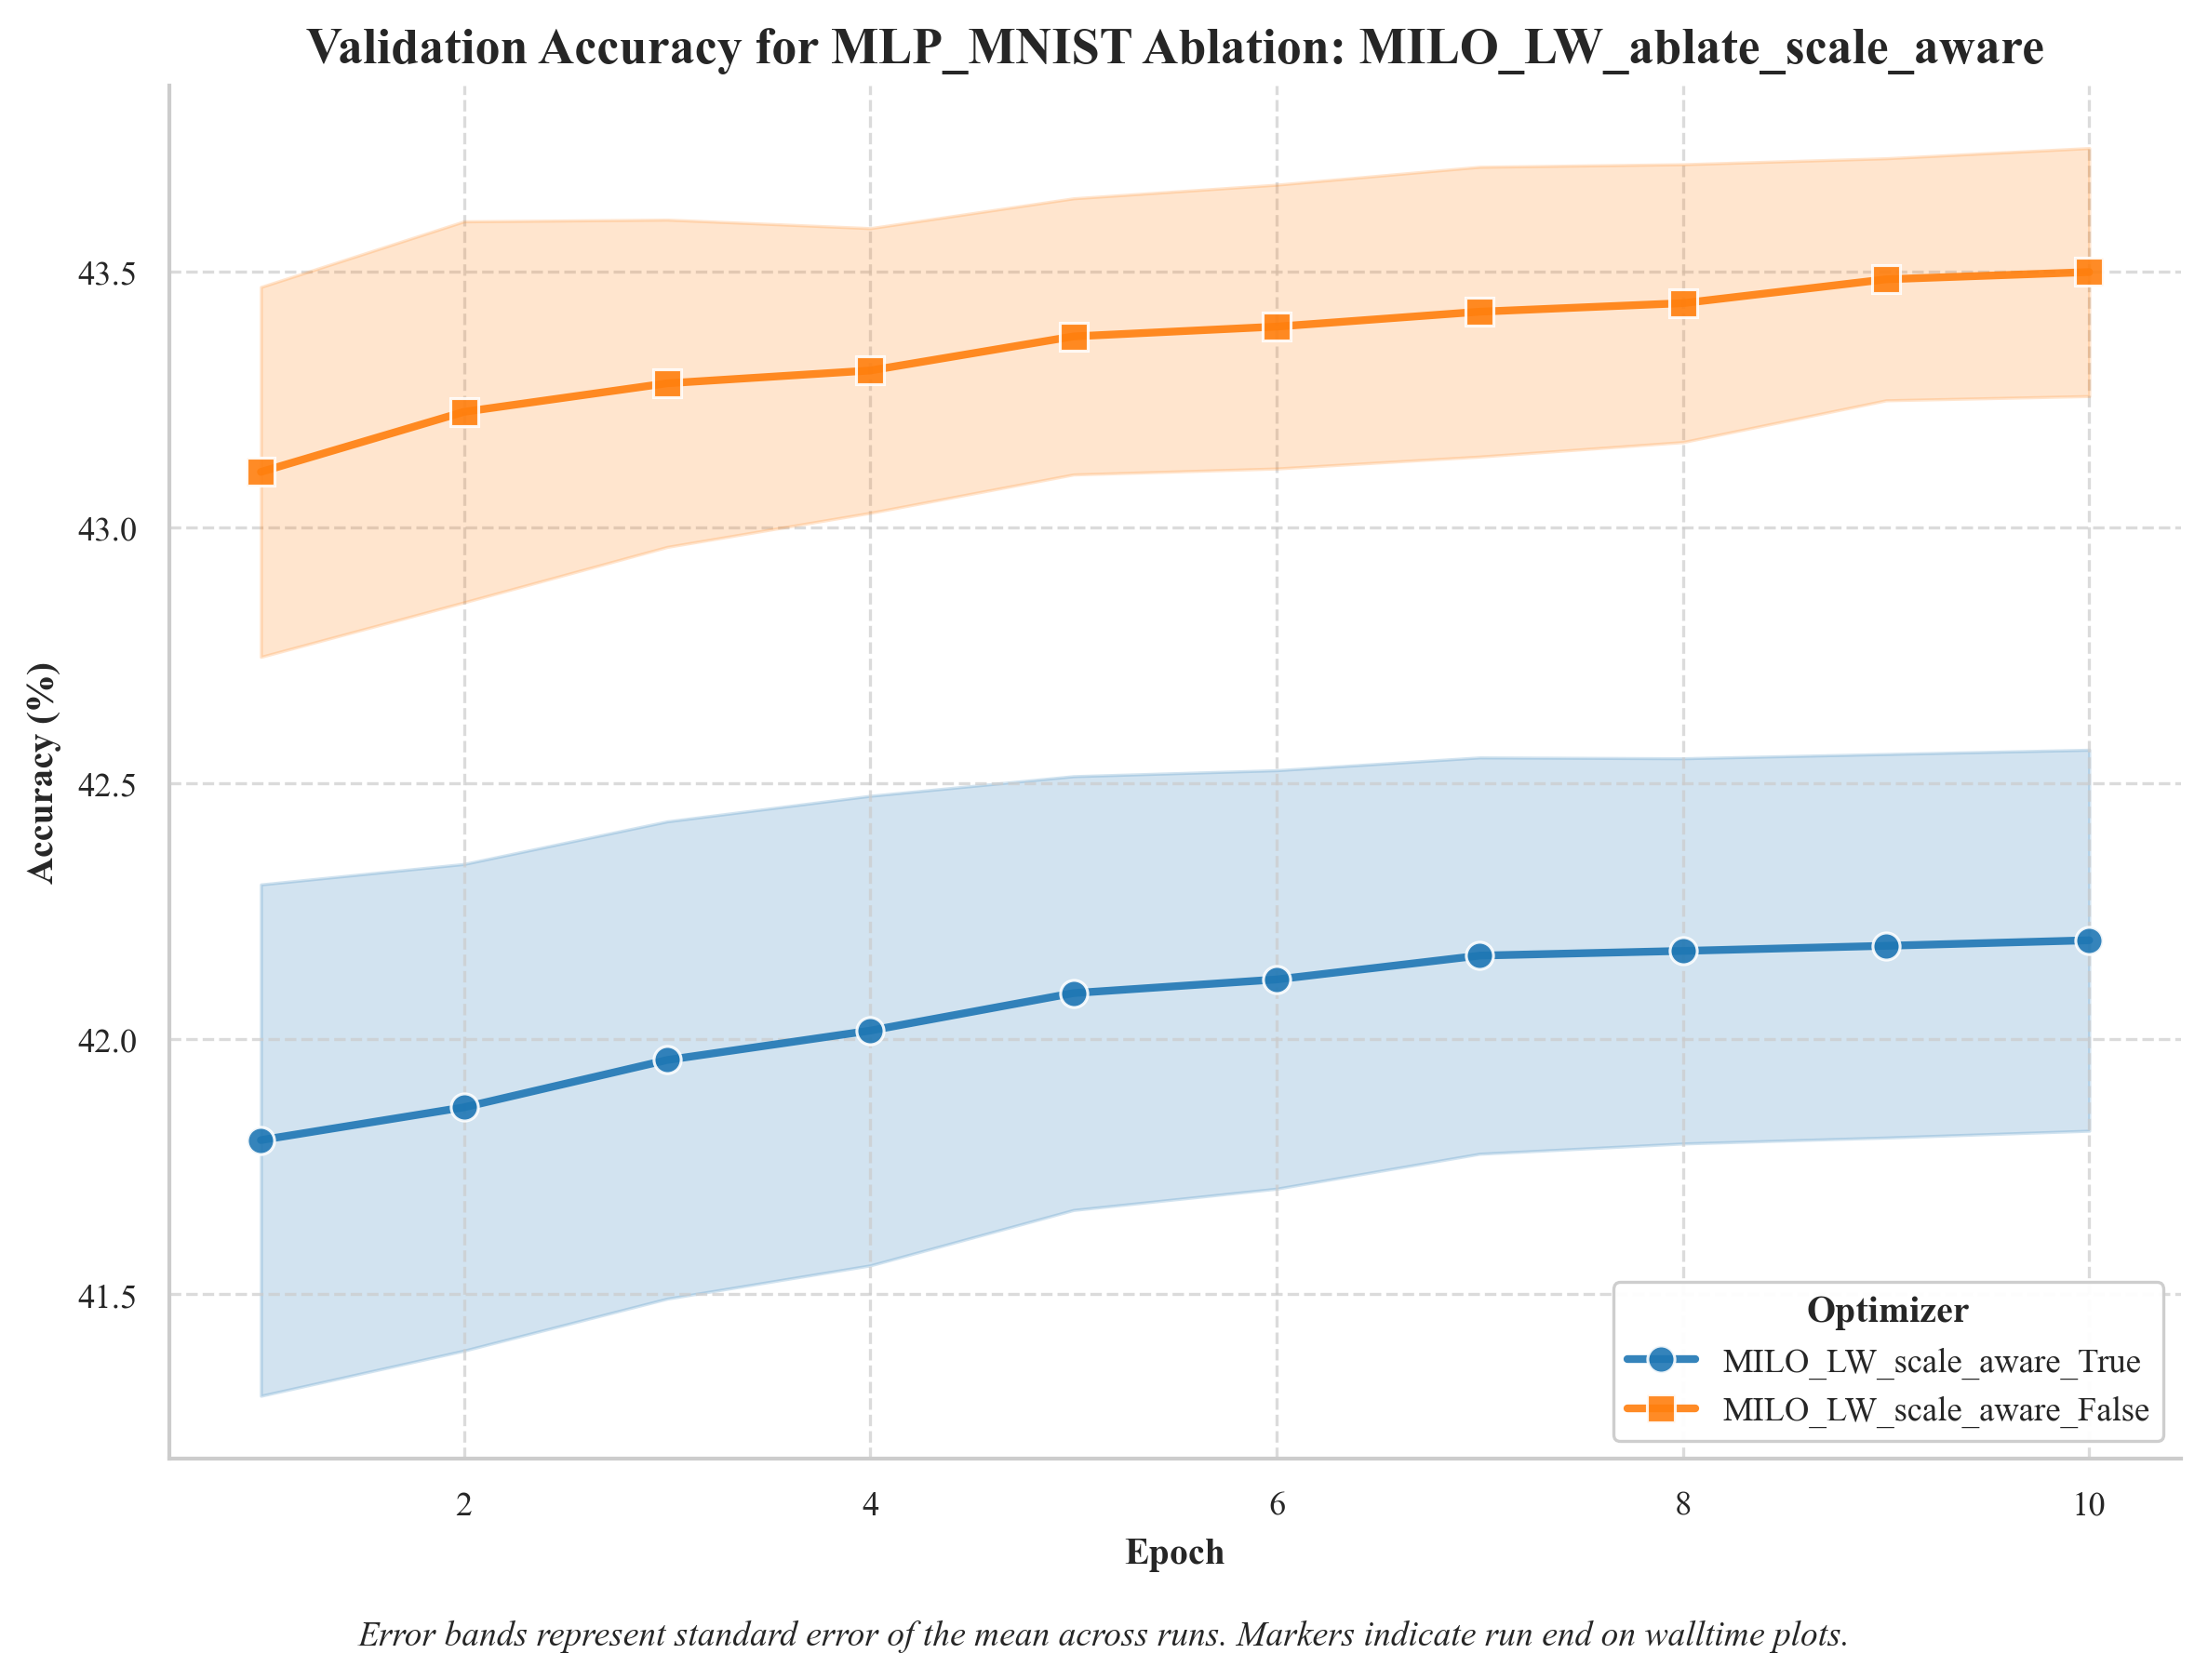 Validation Accuracy for MLP_MNIST Ablation: MILO_LW_ablate_scale_aware
Accuracy (%)
43.5
43.0
42.5
42.0
41.5
Optimizer
MILO_LW_scale_aware_True
MILO_LW_scale_aware_False
2 4 6 8 10
Epoch
Error bands represent standard error of the mean across runs. Markers indicate run end on walltime plots.